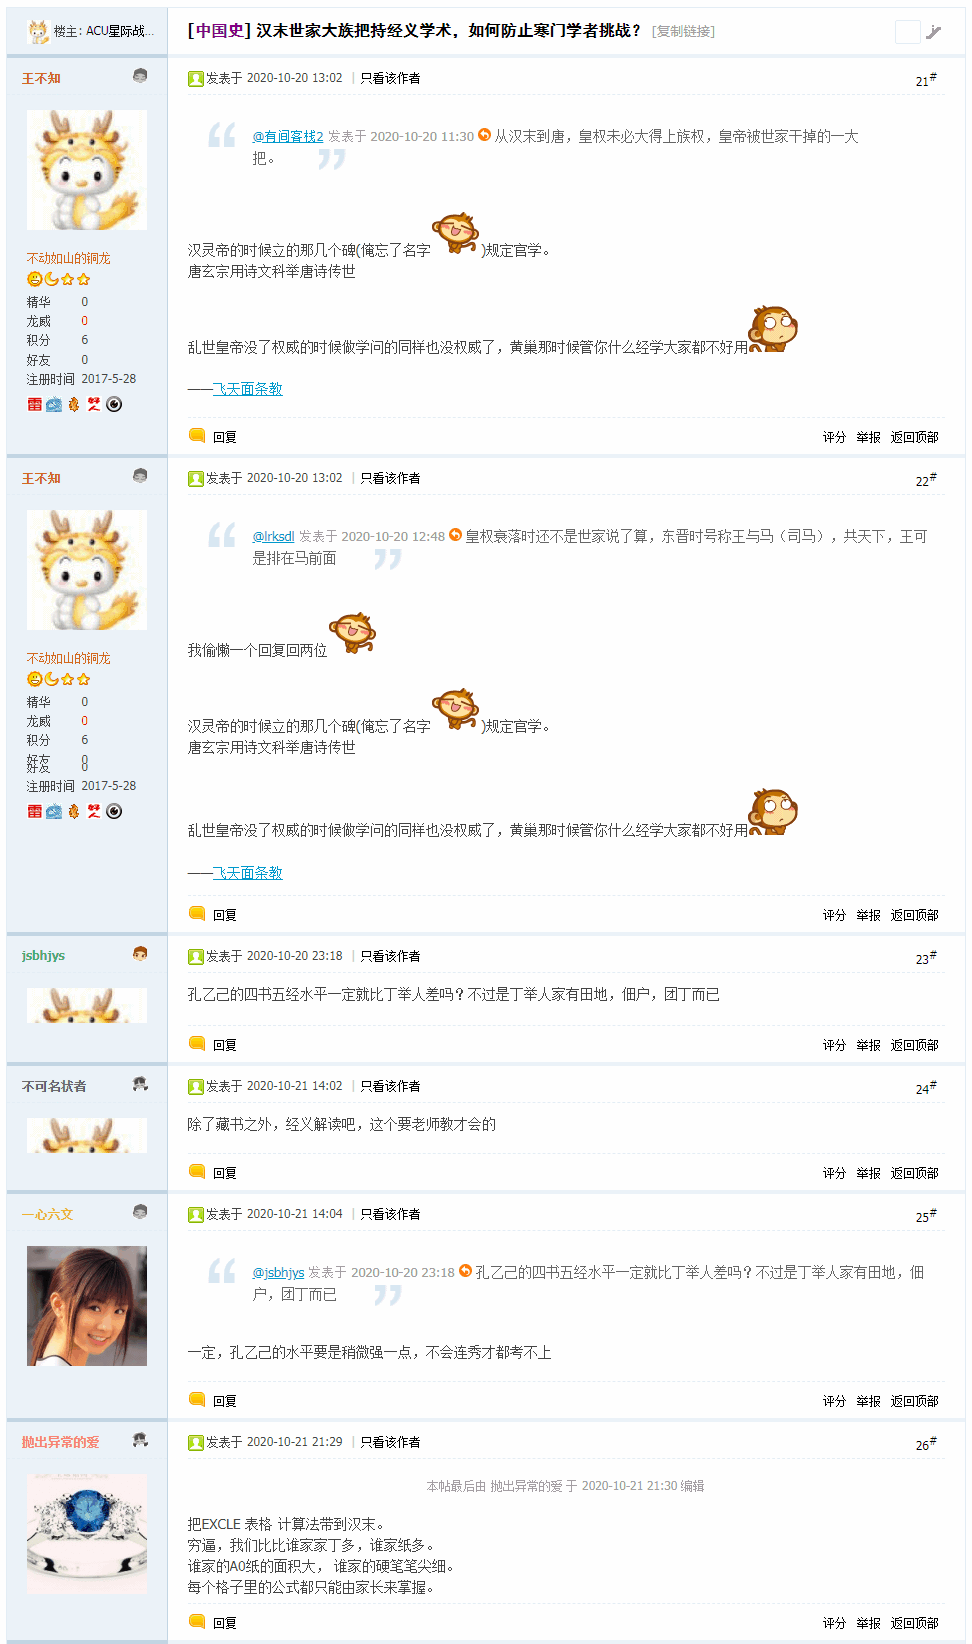 楼主: ACU星际战...
[中国史] 汉末世家大族把持经义学术，如何防止寒门学者挑战？ [复制链接]
王不知
发表于 2020-10-20 13:02 | 只看该作者
21#
@有间客栈2 发表于 2020-10-20 11:30 从汉末到唐，皇权未必大得上族权，皇帝被世家干掉的一大
把。
汉灵帝的时候立的那几个碑(俺忘了名字 )规定官学。
唐玄宗用诗文科举唐诗传世
乱世皇帝没了权威的时候做学问的同样也没权威了，黄巢那时候管你什么经学大家都不好用
——飞天面条教
不动如山的铜龙
精华 0
龙威 0
积分 6
好友 0
注册时间 2017-5-28
雷
好人
回复
评分 举报 返回顶部
王不知
发表于 2020-10-20 13:02 | 只看该作者
22#
@lrksdl 发表于 2020-10-20 12:48 皇权衰落时还不是世家说了算，东晋时号称王与马（司马），共天下，王可
是排在马前面
我偷懒一个回复回两位
汉灵帝的时候立的那几个碑(俺忘了名字 )规定官学。
唐玄宗用诗文科举唐诗传世
乱世皇帝没了权威的时候做学问的同样也没权威了，黄巢那时候管你什么经学大家都不好用
——飞天面条教
不动如山的铜龙
精华 0
龙威 0
积分 6
好友 0
好友 0
注册时间 2017-5-28
雷
好人
回复
评分 举报 返回顶部
jsbhjys
发表于 2020-10-20 23:18 | 只看该作者
23#
孔乙己的四书五经水平一定就比丁举人差吗？不过是丁举人家有田地，佃户，团丁而已
回复
评分 举报 返回顶部
不可名状者
发表于 2020-10-21 14:02 | 只看该作者
24#
除了藏书之外，经义解读吧，这个要老师教才会的
回复
评分 举报 返回顶部
一心六文
发表于 2020-10-21 14:04 | 只看该作者
25#
@jsbhjys 发表于 2020-10-20 23:18 孔乙己的四书五经水平一定就比丁举人差吗？不过是丁举人家有田地，佃
户，团丁而已
一定，孔乙己的水平要是稍微强一点，不会连秀才都考不上
回复
评分 举报 返回顶部
抛出异常的爱
发表于 2020-10-21 21:29 | 只看该作者
26#
本帖最后由 抛出异常的爱 于 2020-10-21 21:30 编辑
把EXCLE 表格 计算法带到汉末。
穷逼，我们比比谁家家丁多，谁家纸多。
谁家的A0纸的面积大， 谁家的硬笔笔尖细。
每个格子里的公式都只能由家长来掌握。
回复
评分 举报 返回顶部